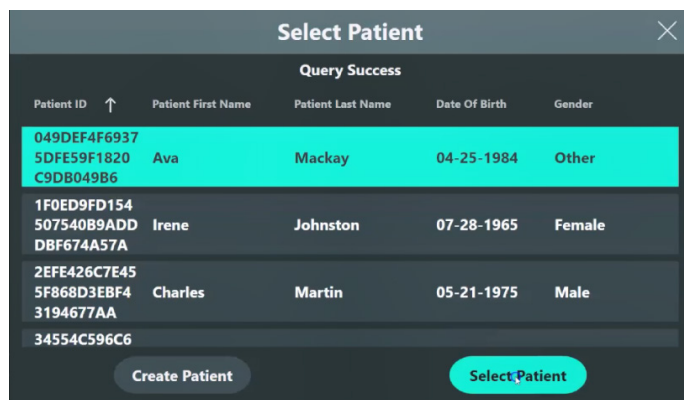 Select Patient
Query Success
Patient ID ↑ Patient First Name Patient Last Name Date Of Birth Gender
049DEF4F6937
5DFE59F1820 Ava Mackay 04-25-1984 Other
C9DB049B6
1F0ED9FD154
507540B9ADD Irene Johnston 07-28-1965 Female
DBF674A57A
2EFE426C7E45
5F868D3EBF4 Charles Martin 05-21-1975 Male
3194677AA
34554C596C6
Create Patient Select Patient